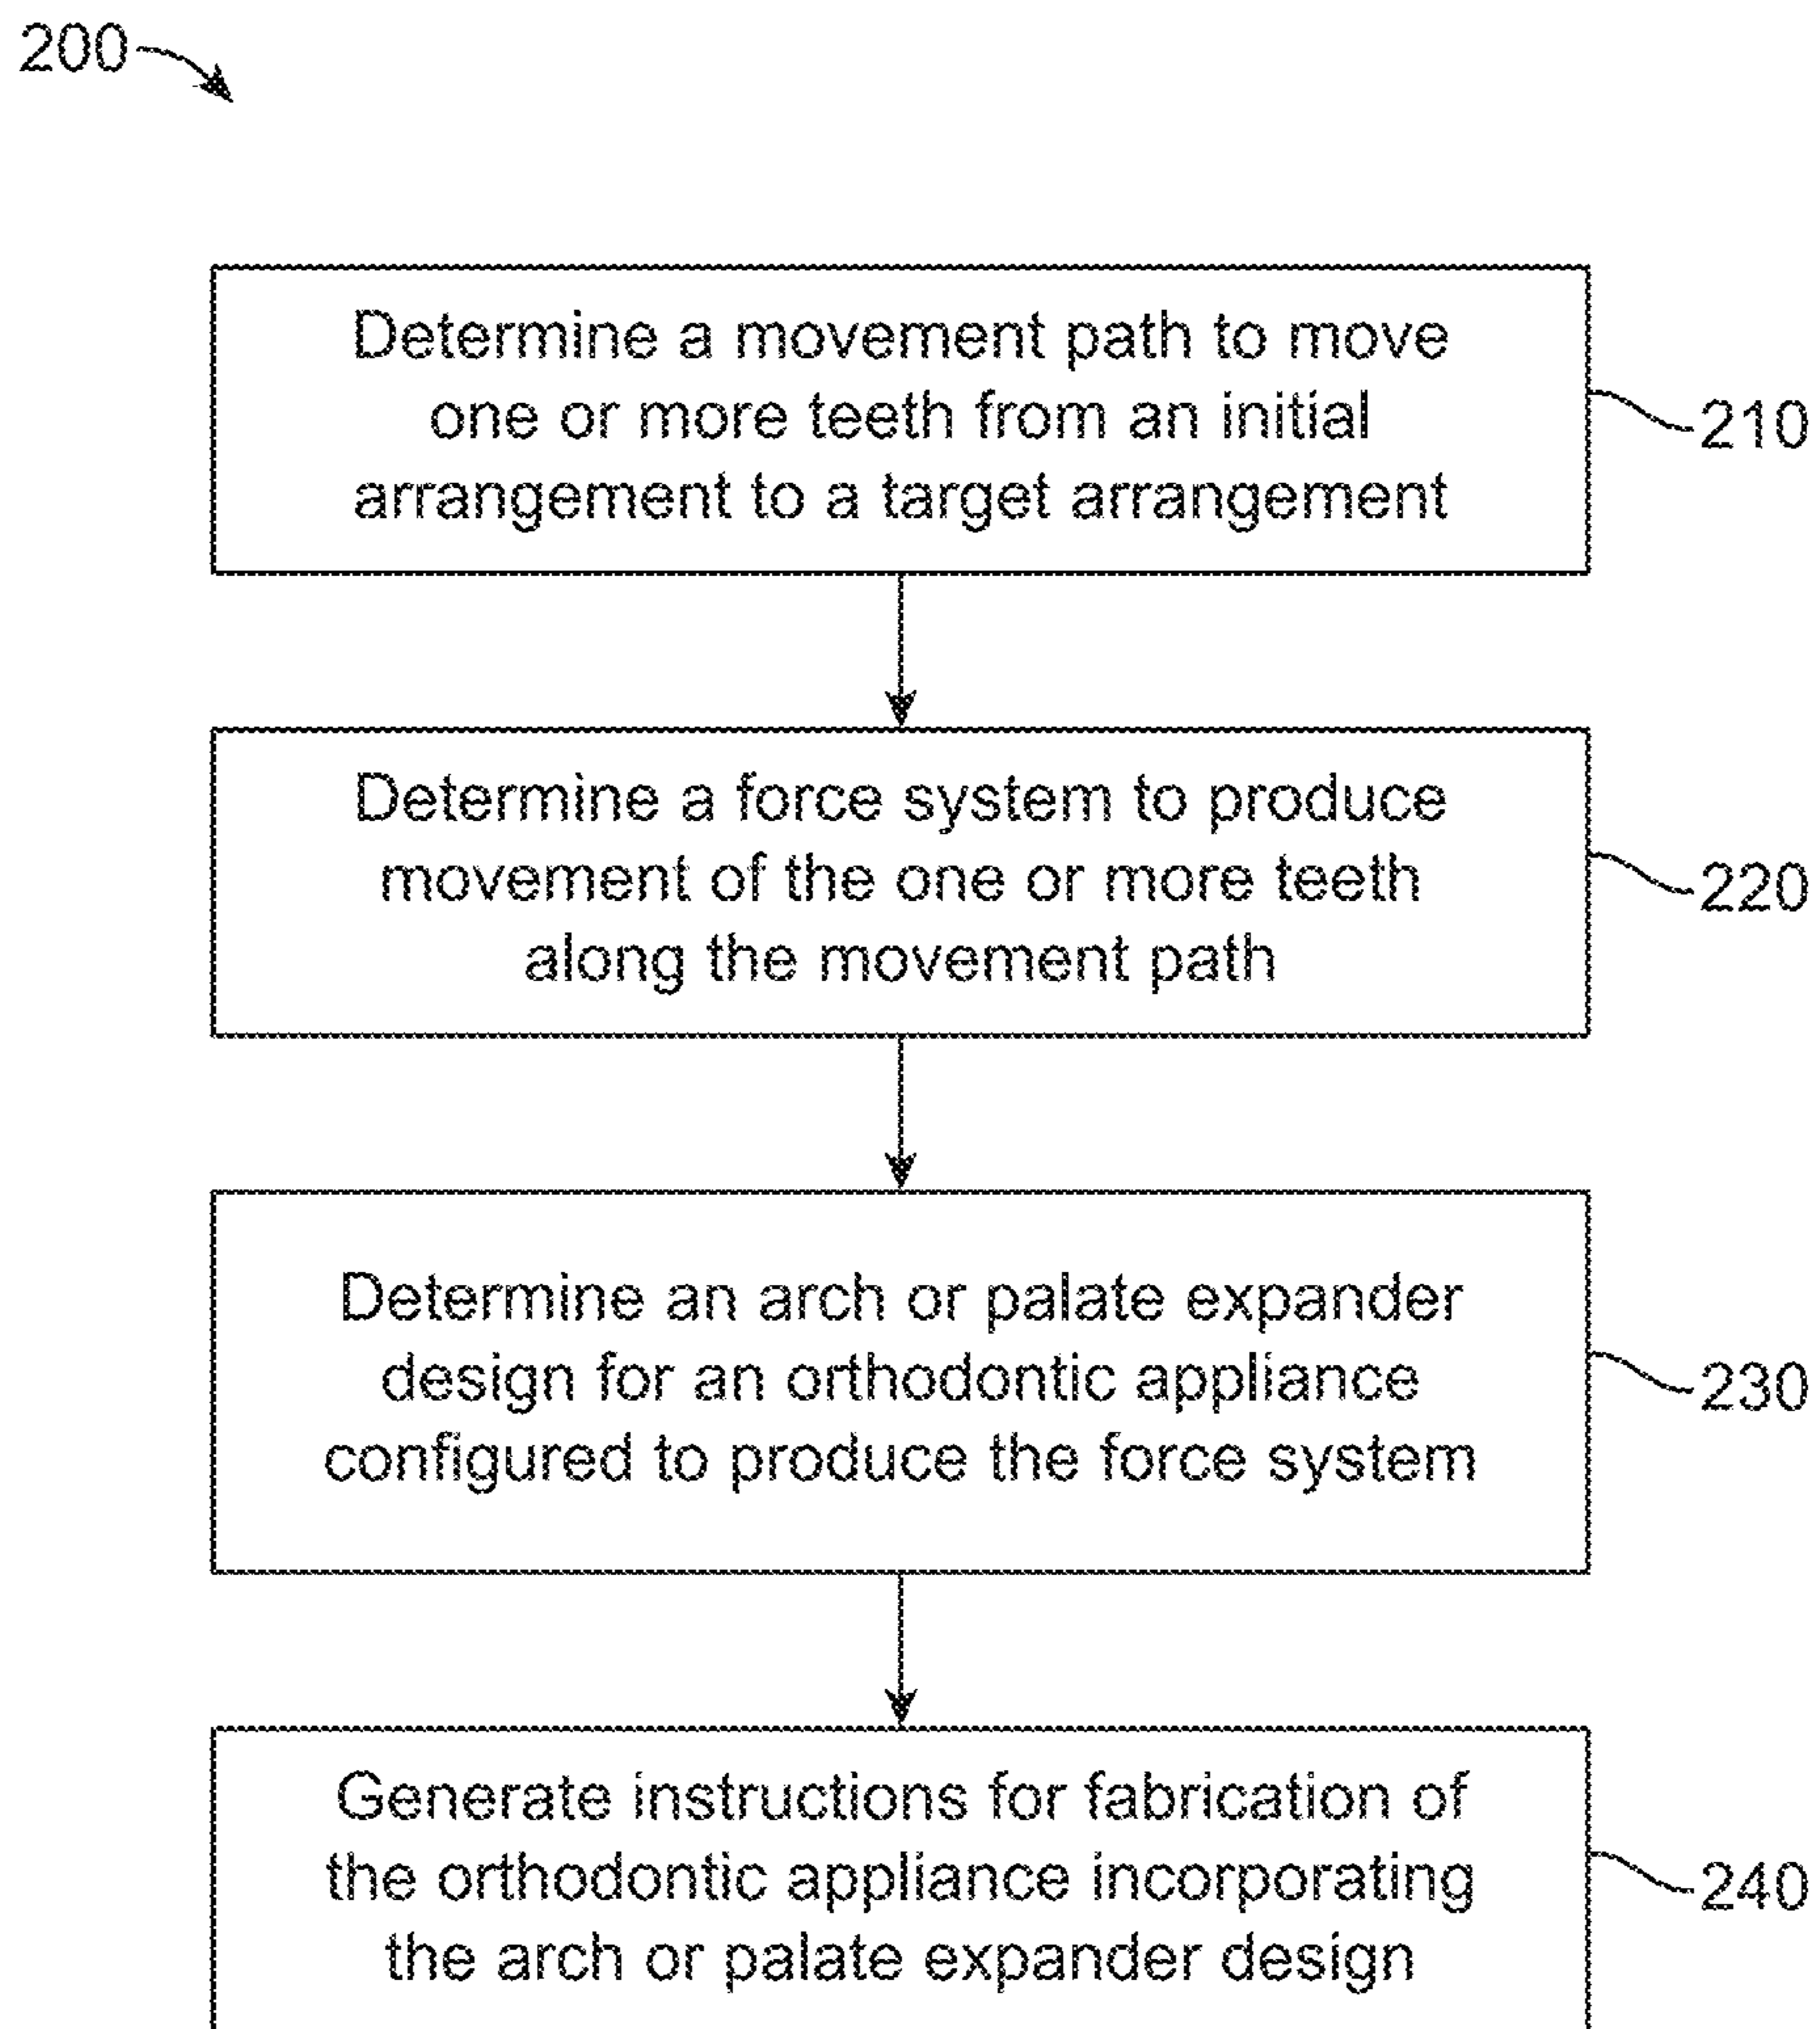 200
Determine a movement path to move
one or more teeth from an initial
arrangement to a target arrangement
210
Determine a force system to produce
movement of the one or more teeth
along the movement path
220
Determine an arch or palate expander
design for an orthodontic appliance
configured to produce the force system
230
Generate instructions for fabrication of
the orthodontic appliance incorporating
the arch or palate expander design
240